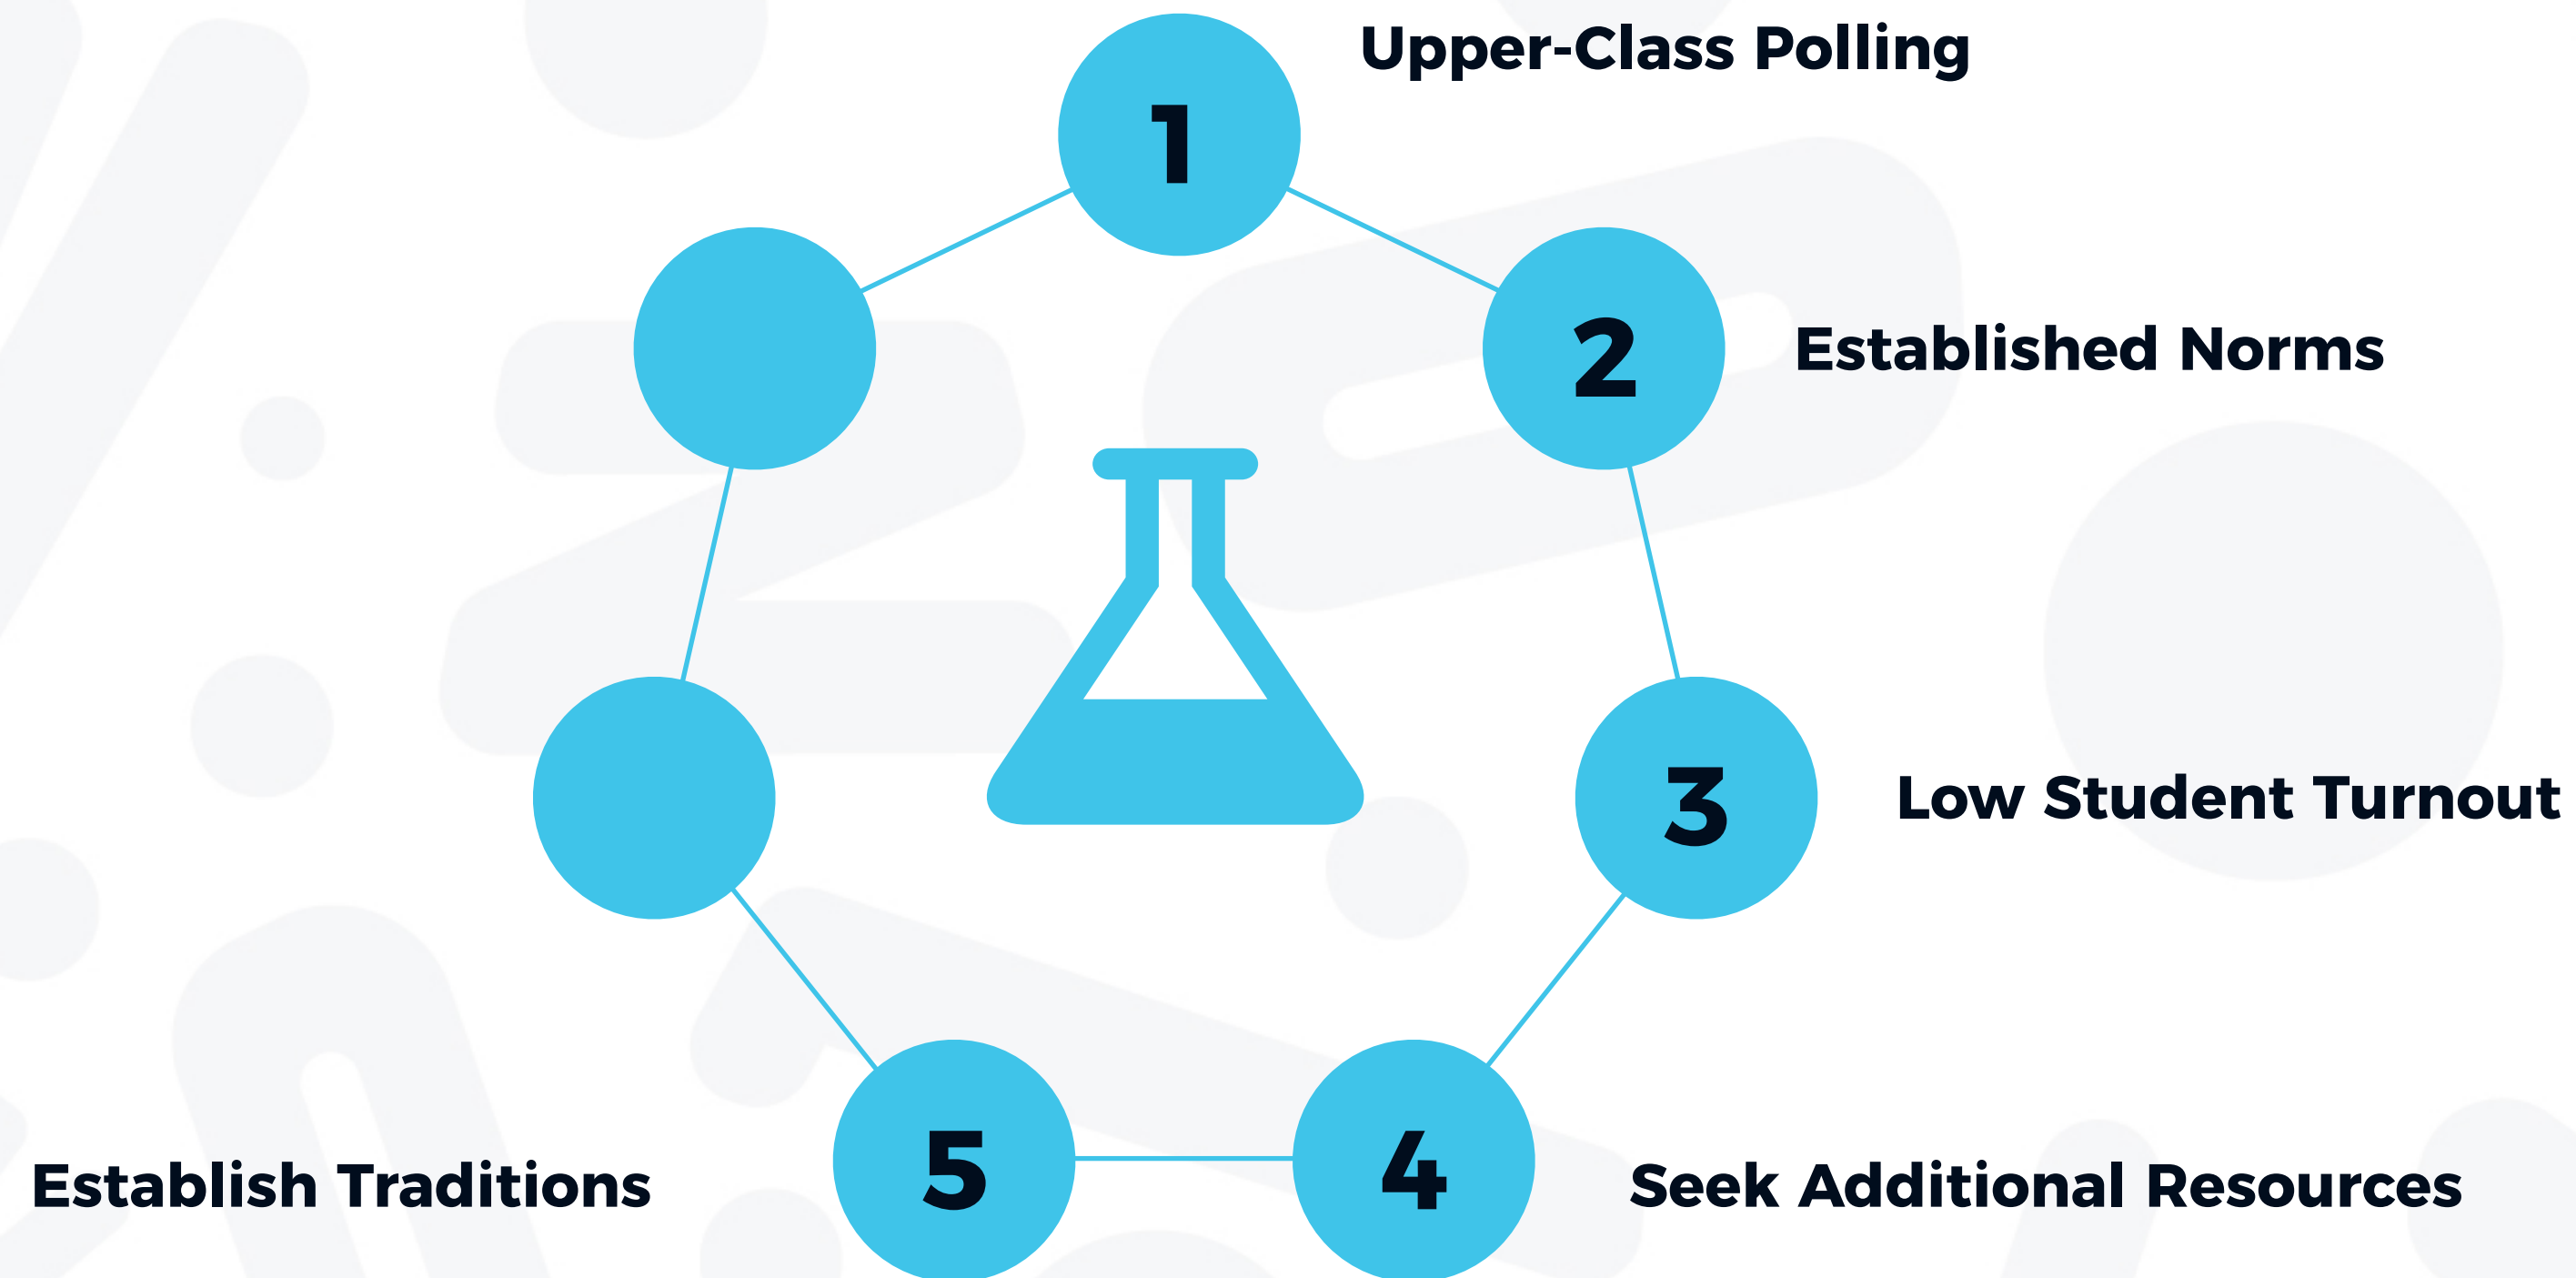 1
Upper-Class Polling
2
Established Norms
3
Low Student Turnout
4
Seek Additional Resources
5
Establish Traditions